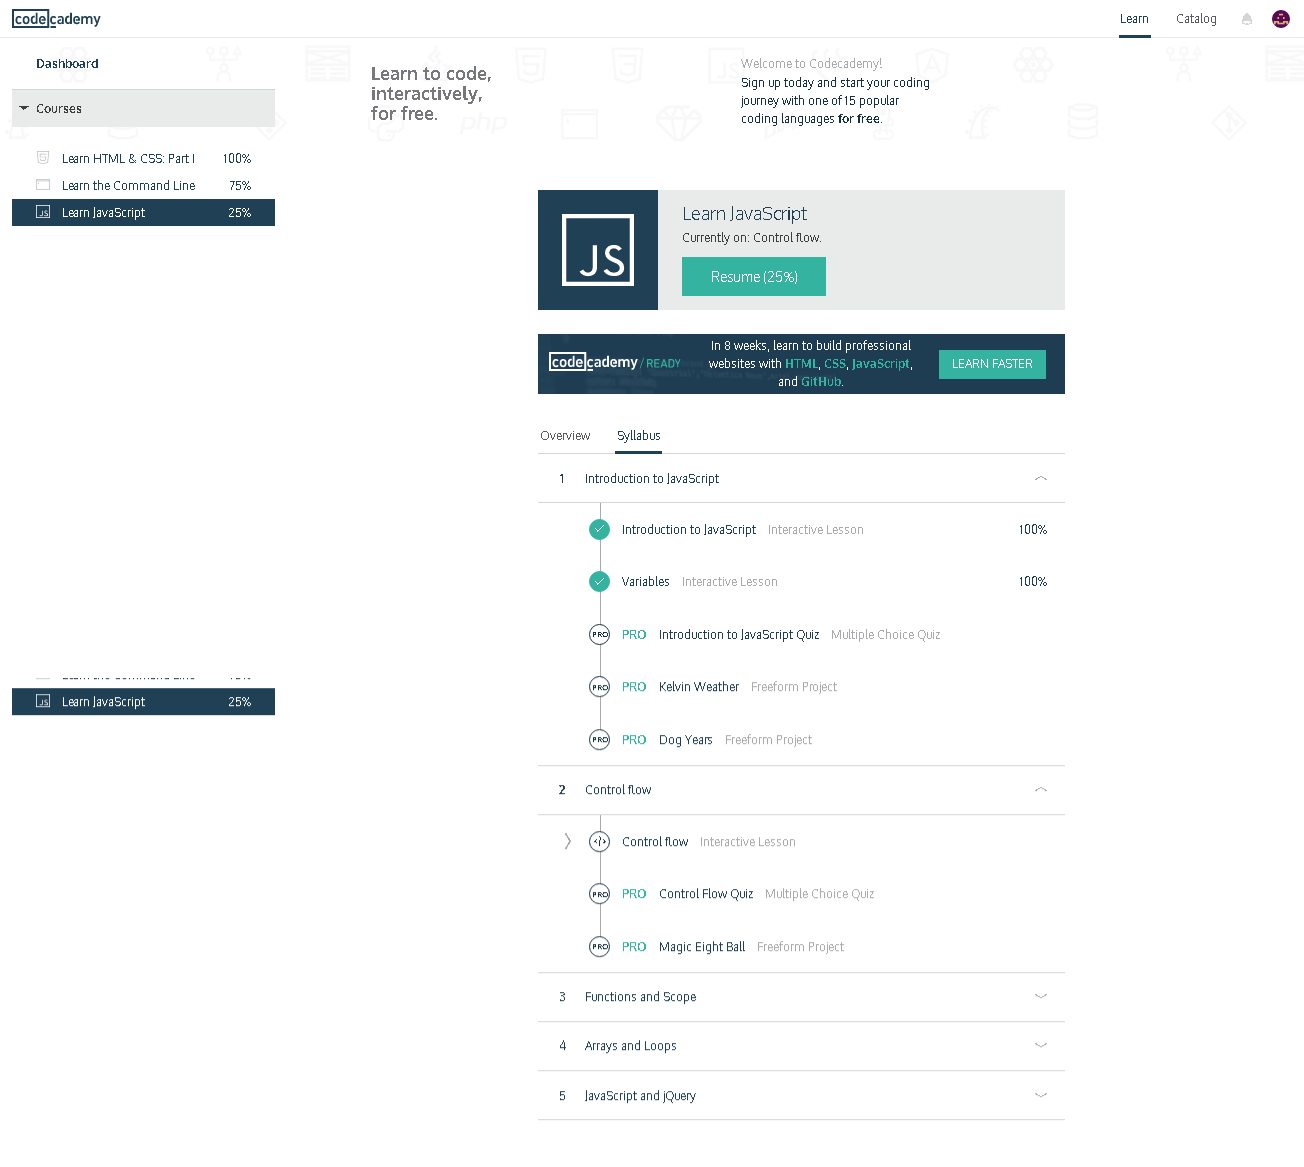 codecademy
Learn
Catalog
Dashboard
Courses
Learn HTML & CSS: Part I 100%
Learn the Command Line 75%
Learn JavaScript 25%
Learn to code,
interactively,
for free.
php
JS
Welcome to Codecademy!
Sign up today and start your coding
journey with one of 15 popular
coding languages for free.
JS
Learn JavaScript
Currently on: Control flow.
Resume (25%)
codecademy / READY
In 8 weeks, learn to build professional
websites with HTML, CSS, JavaScript,
and GitHub.
LEARN FASTER
Overview Syllabus
1 Introduction to JavaScript
Introduction to JavaScript Interactive Lesson 100%
Variables Interactive Lesson 100%
PRO PRO Introduction to JavaScript Quiz Multiple Choice Quiz
PRO PRO Kelvin Weather Freeform Project
PRO PRO Dog Years Freeform Project
2 Control flow
Control flow Interactive Lesson
PRO PRO Control Flow Quiz Multiple Choice Quiz
PRO PRO Magic Eight Ball Freeform Project
3 Functions and Scope
4 Arrays and Loops
5 JavaScript and jQuery
JS Learn JavaScript 25%